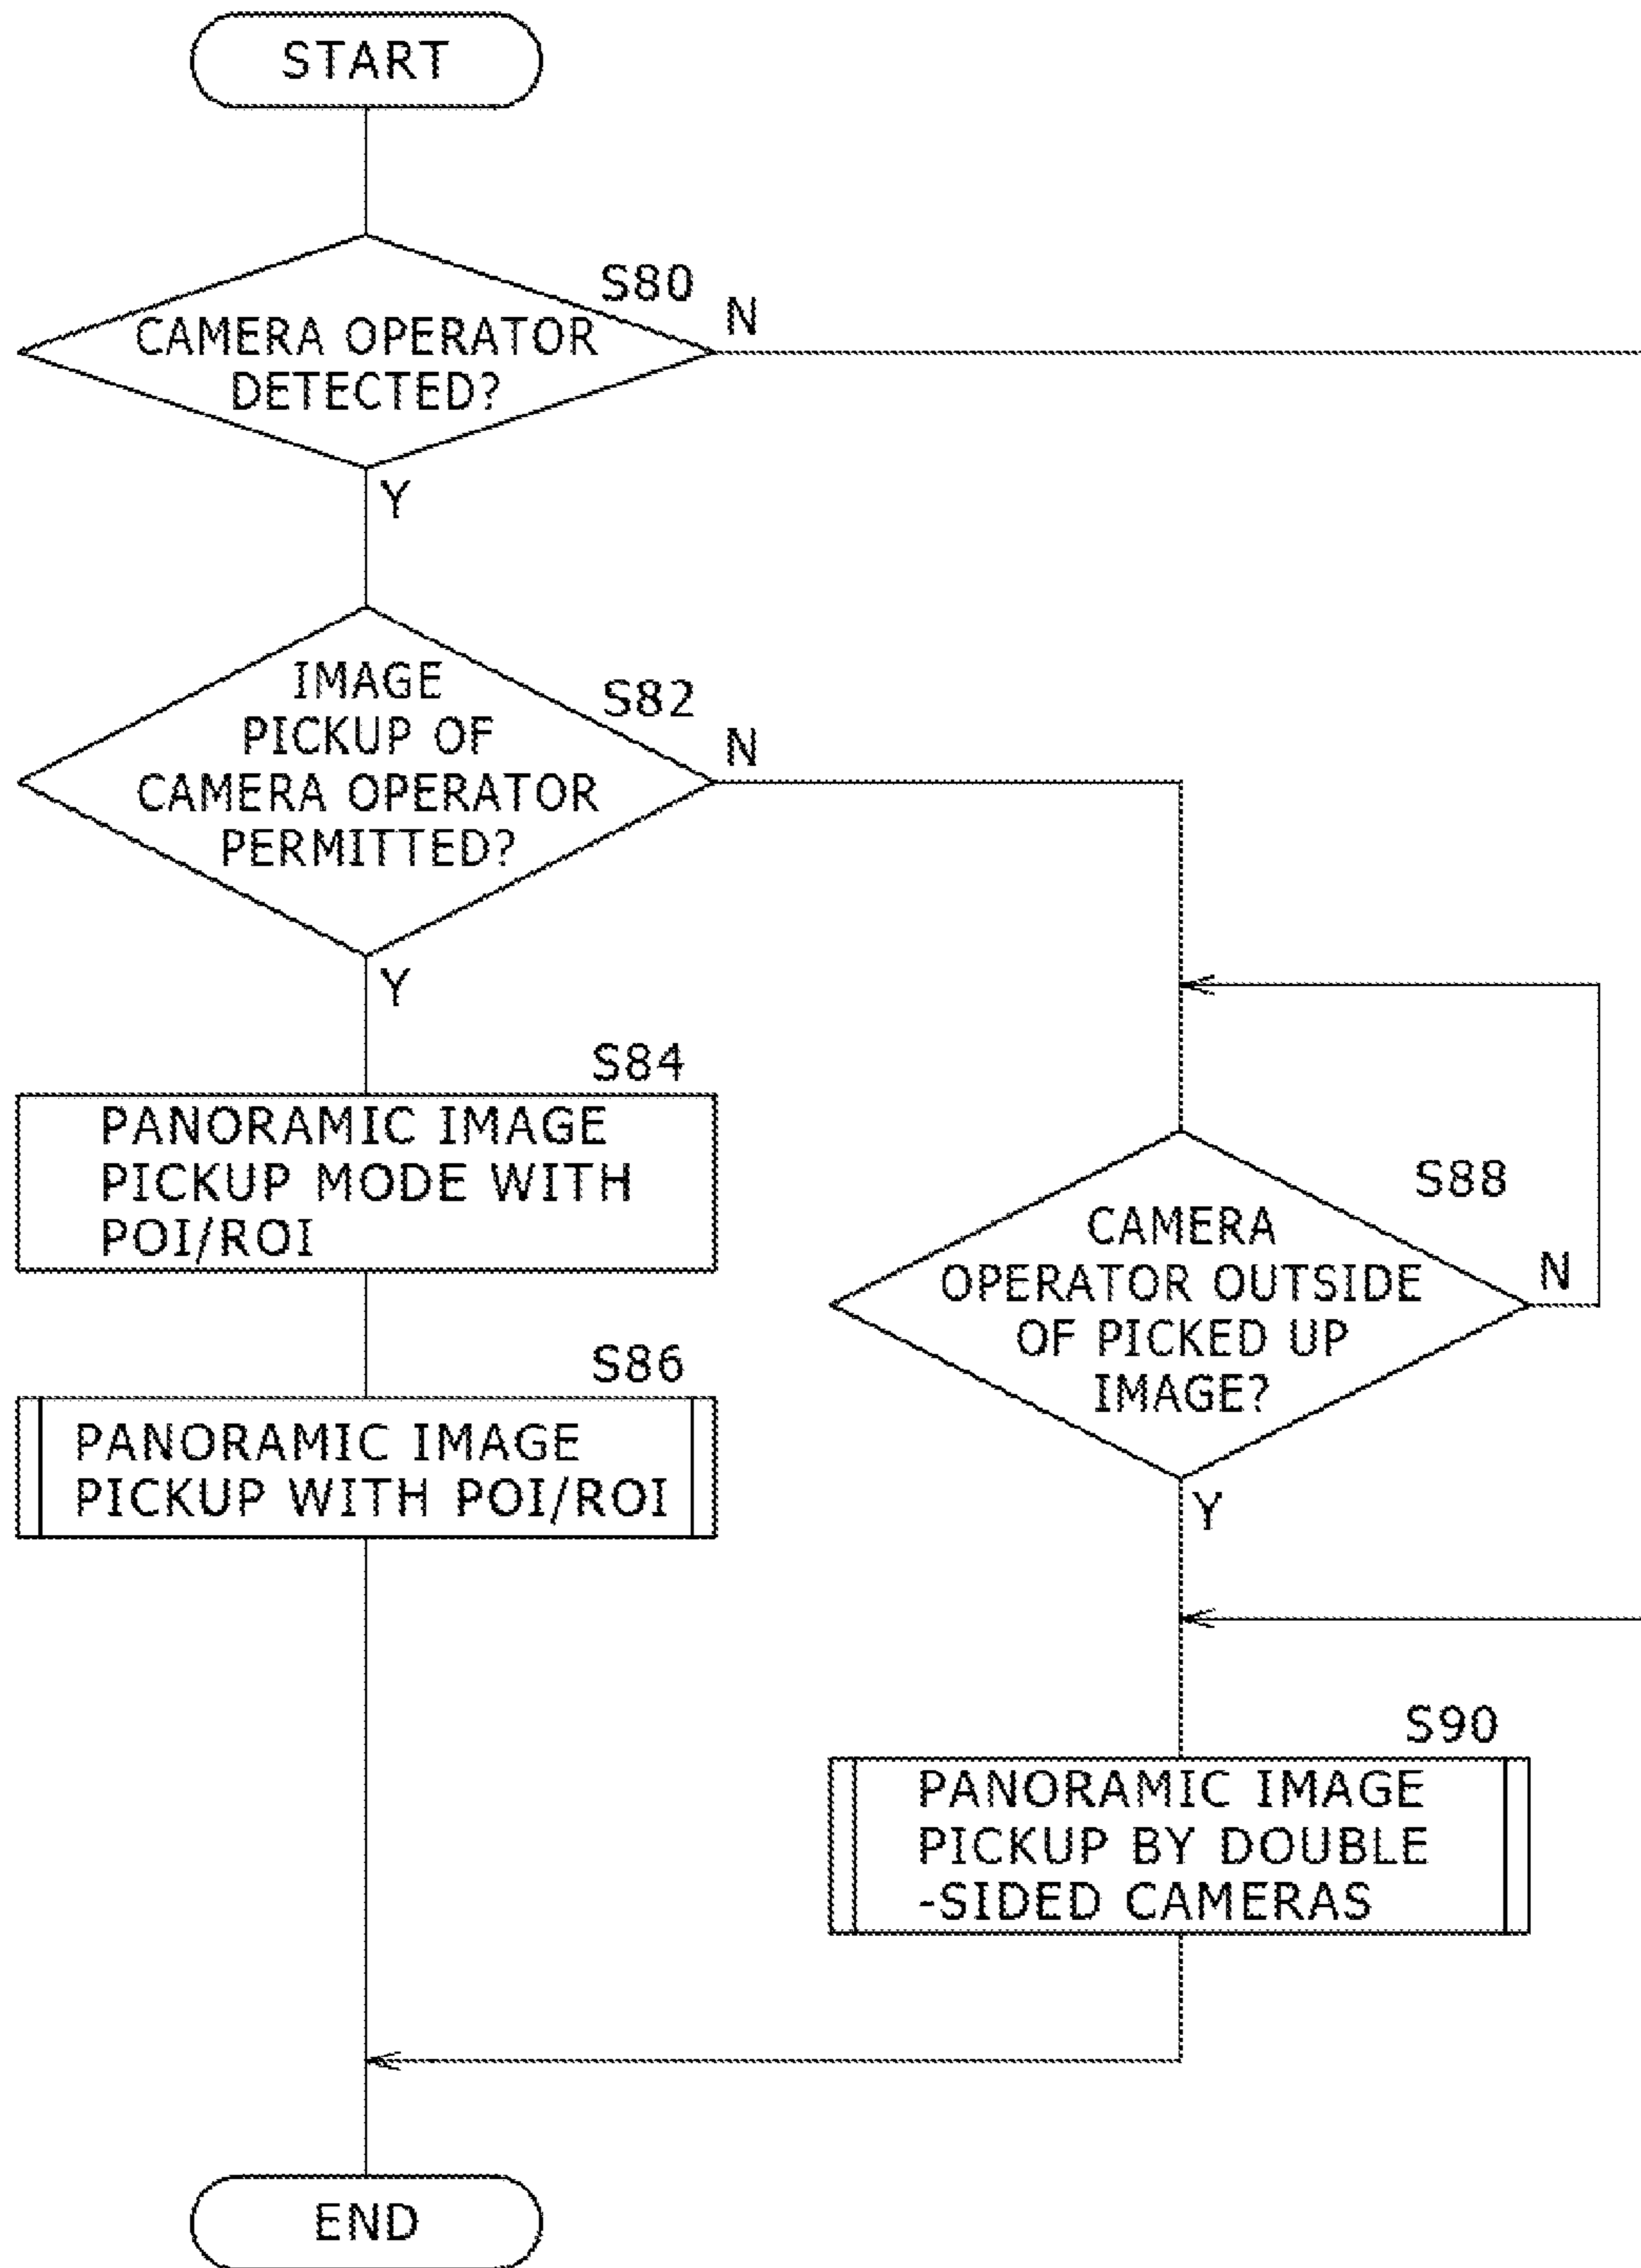 START
S80
N
CAMERA OPERATOR
DETECTED?
Y
IMAGE
PICKUP OF
CAMERA OPERATOR
PERMITTED?
S82
N
Y
S84
PANORAMIC IMAGE
PICKUP MODE WITH
POI/ROI
S86
PANORAMIC IMAGE
PICKUP WITH POI/ROI
S88
CAMERA
OPERATOR OUTSIDE
OF PICKED UP
IMAGE?
N
Y
S90
PANORAMIC IMAGE
PICKUP BY DOUBLE
-SIDED CAMERAS
END